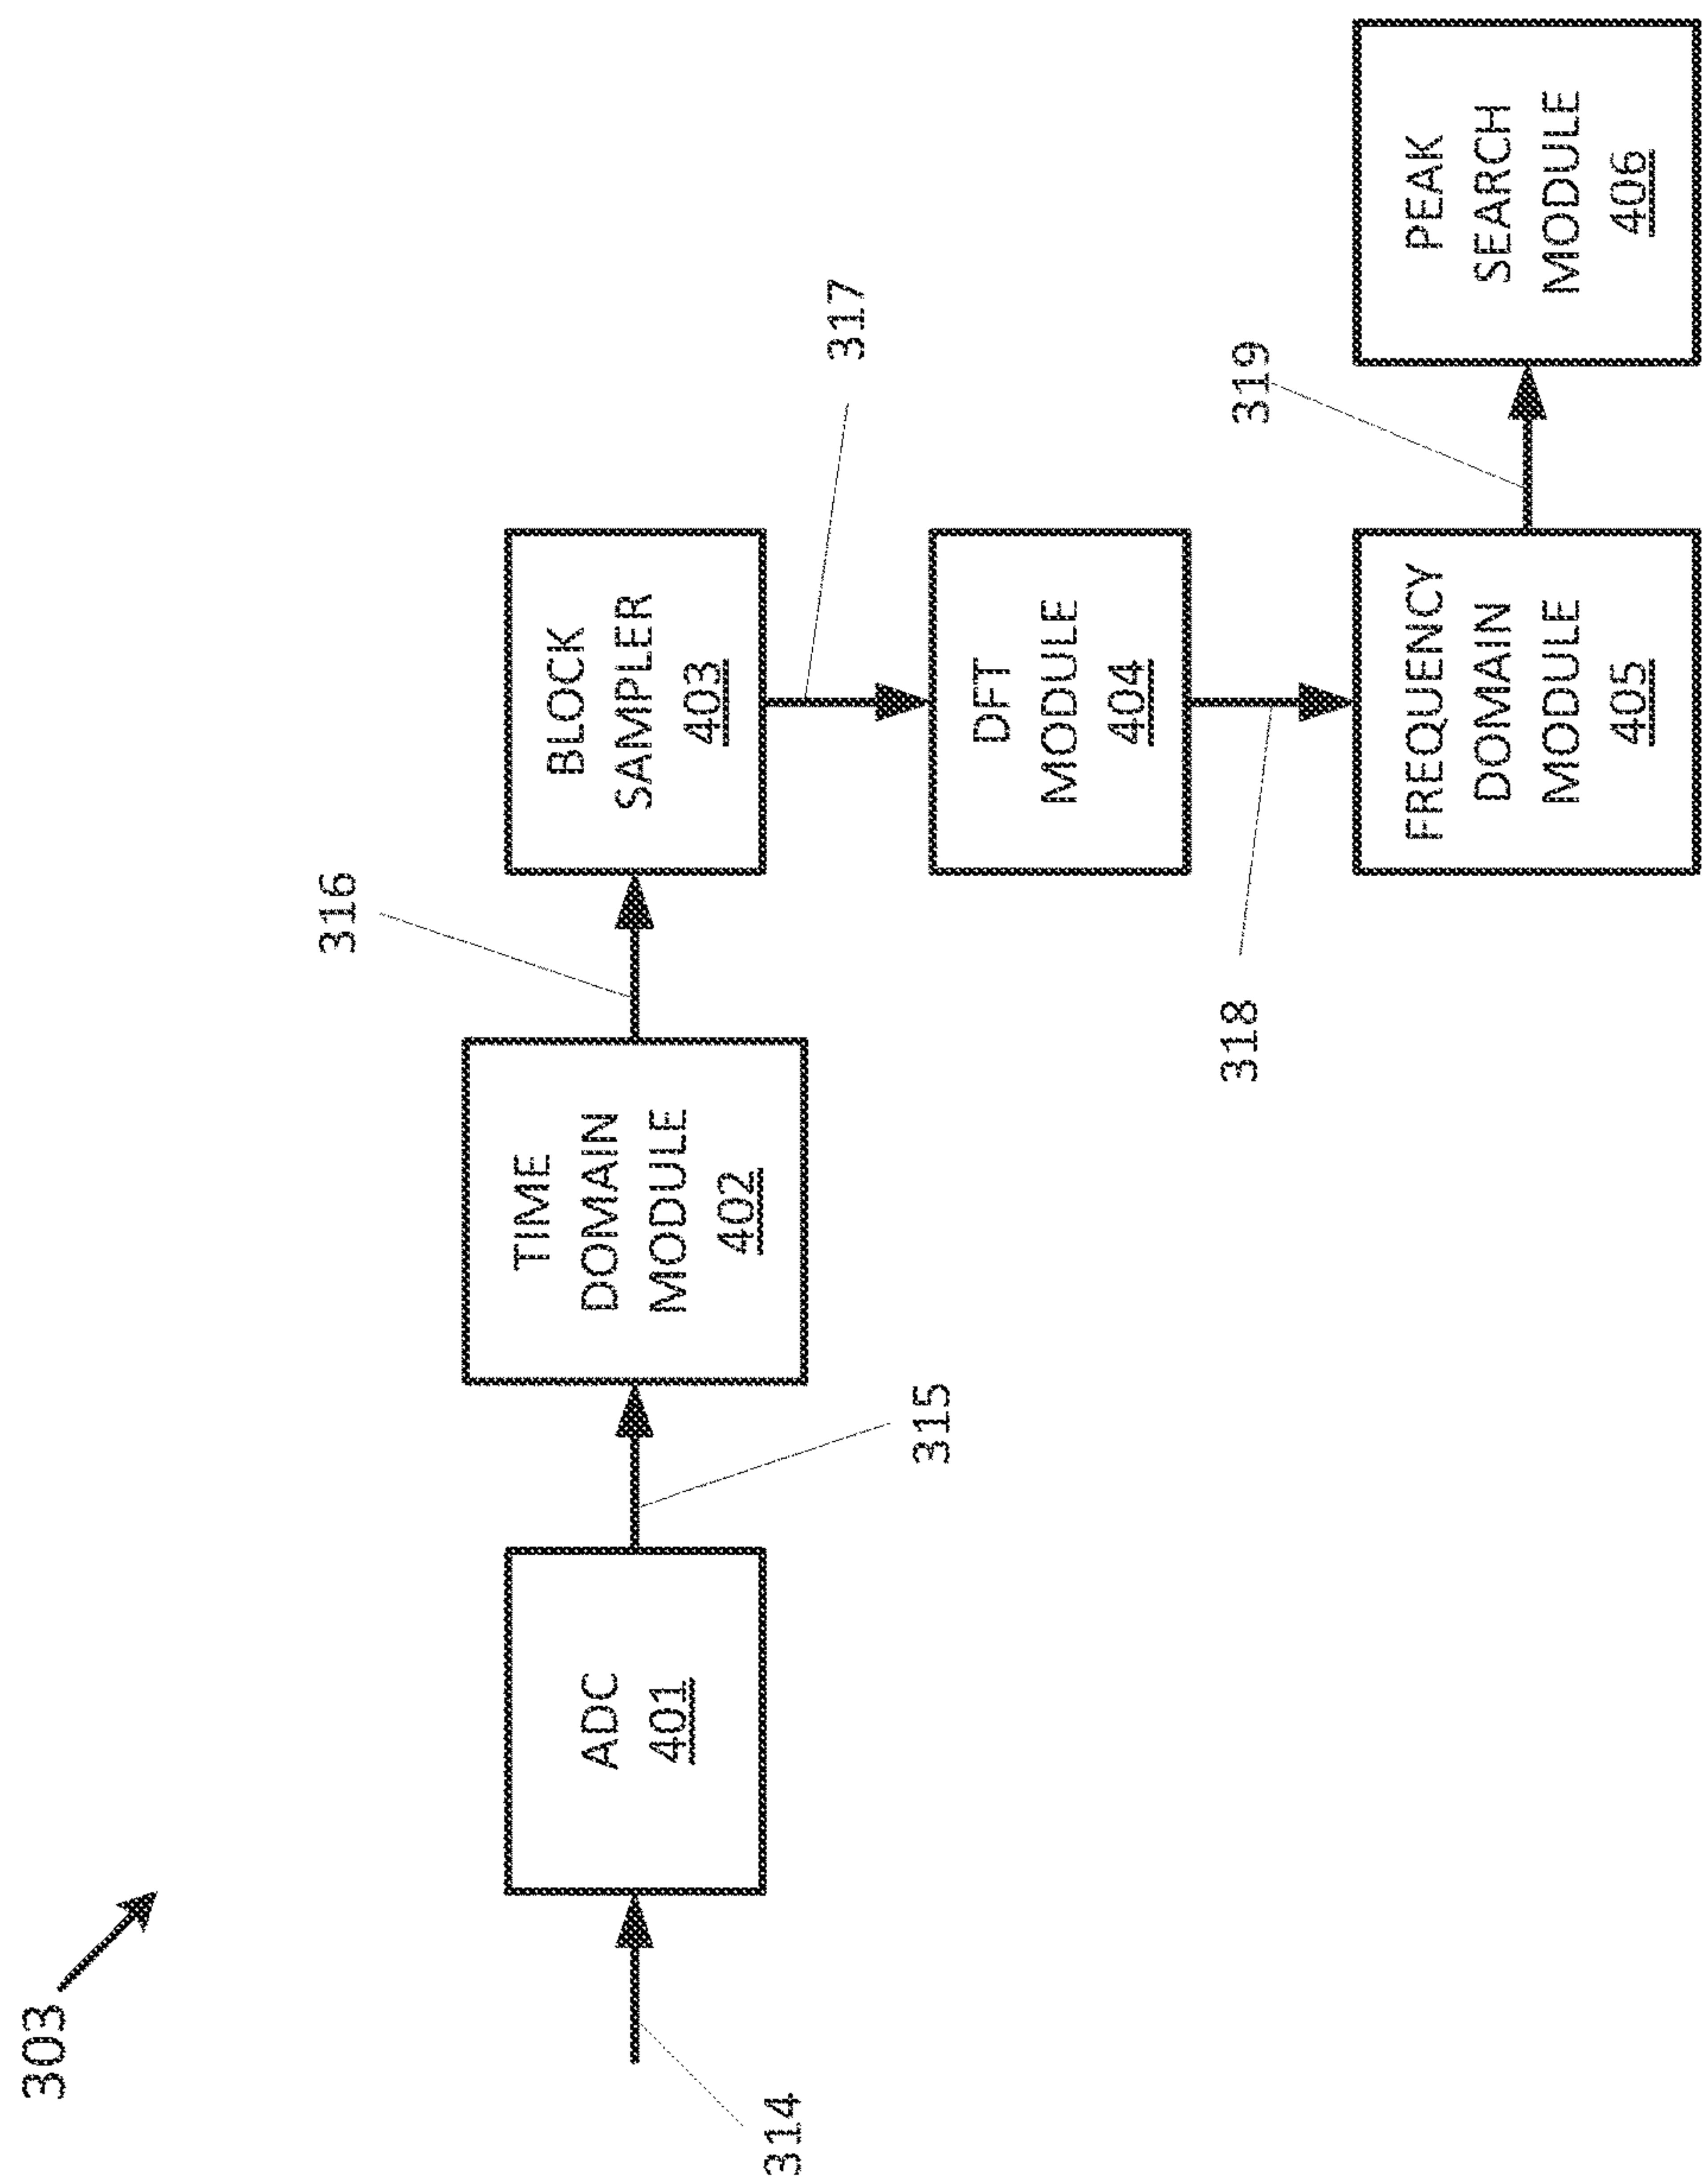 303
314
ADC
401
315
TIME
DOMAIN
MODULE
402
316
BLOCK
SAMPLER
403
317
DFT
MODULE
404
318
FREQUENCY
DOMAIN
MODULE
405
319
PEAK
SEARCH
MODULE
406